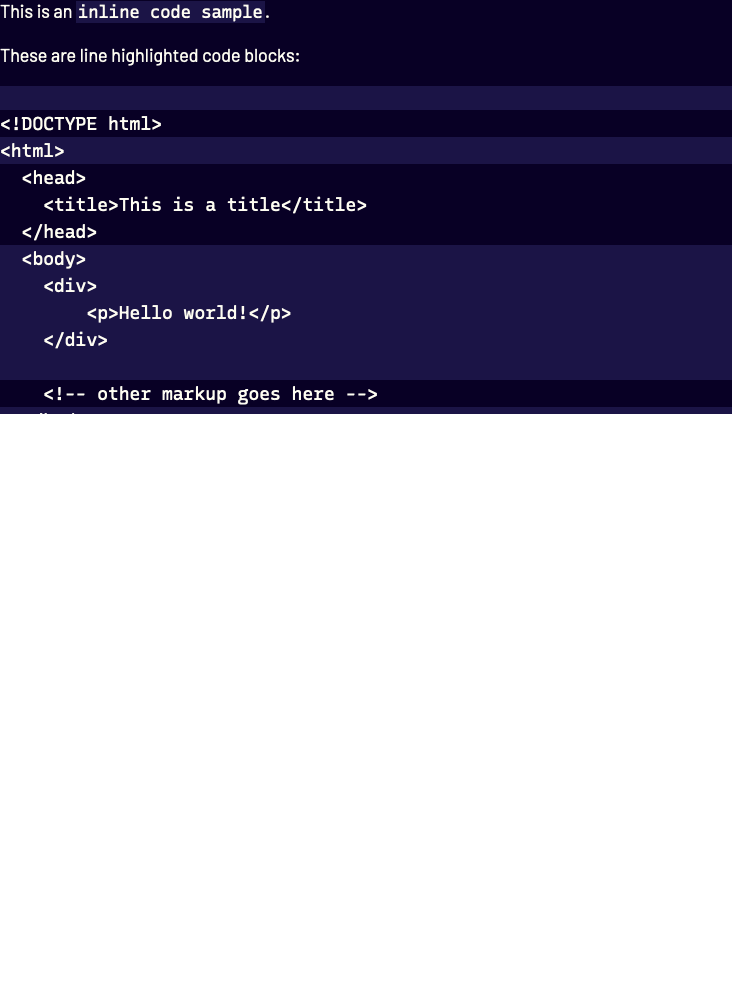 This is an inline code sample.
These are line highlighted code blocks:
<!DOCTYPE html>
<html>
  <head>
    <title>This is a title</title>
  </head>
  <body>
    <div>
        <p>Hello world!</p>
    </div>
    <!-- other markup goes here -->